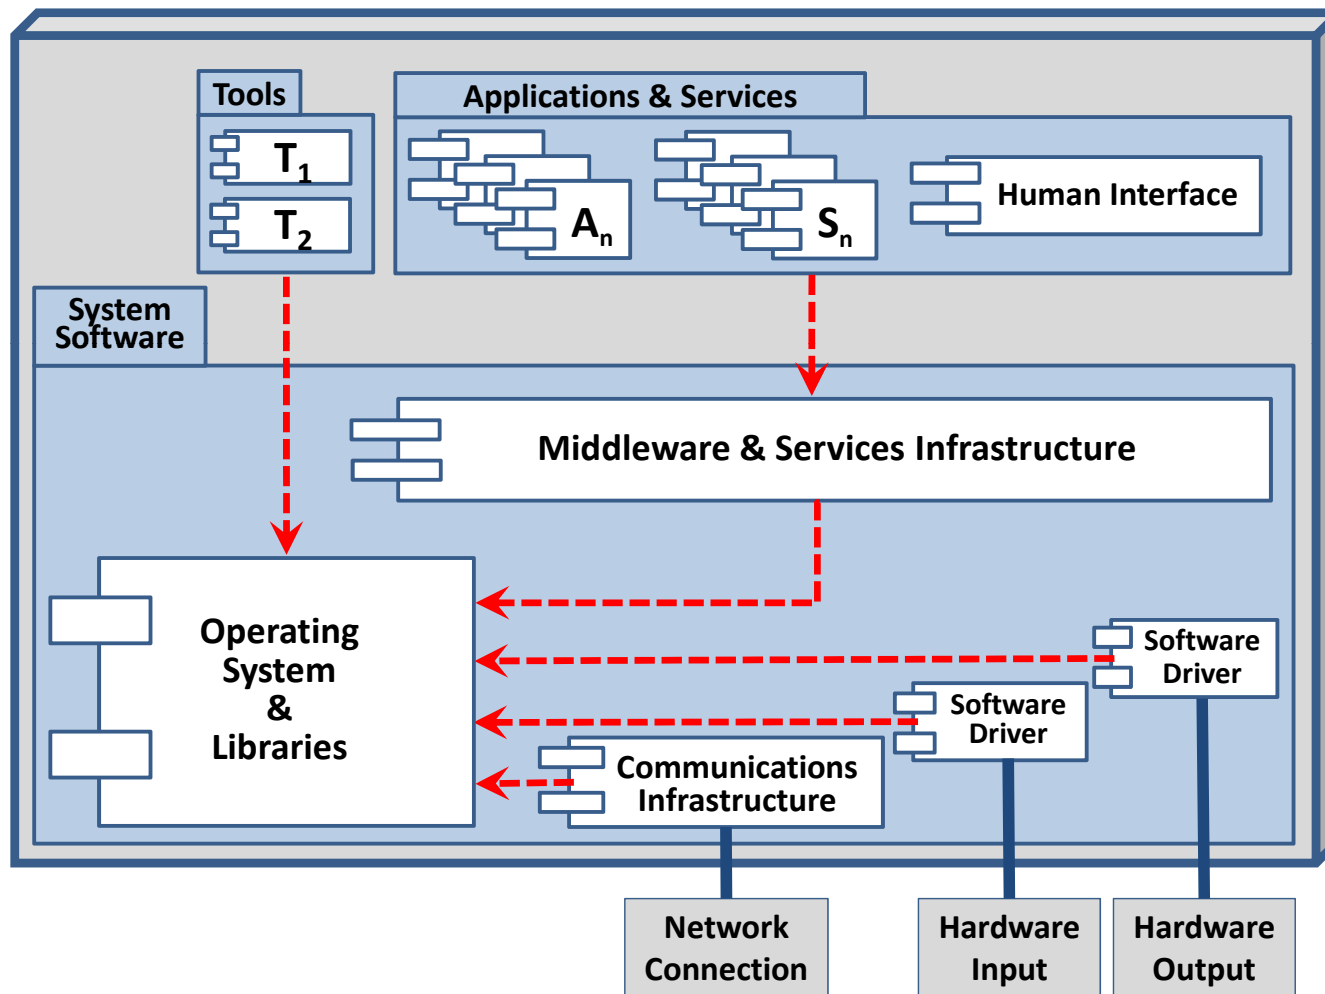 Tools
T1
T2
Applications & Services
An
Sn
Human Interface
System
Software
Middleware & Services Infrastructure
Operating
System
&
Libraries
Software
Driver
Software
Driver
Communications
Infrastructure
Network
Connection
Hardware
Input
Hardware
Output